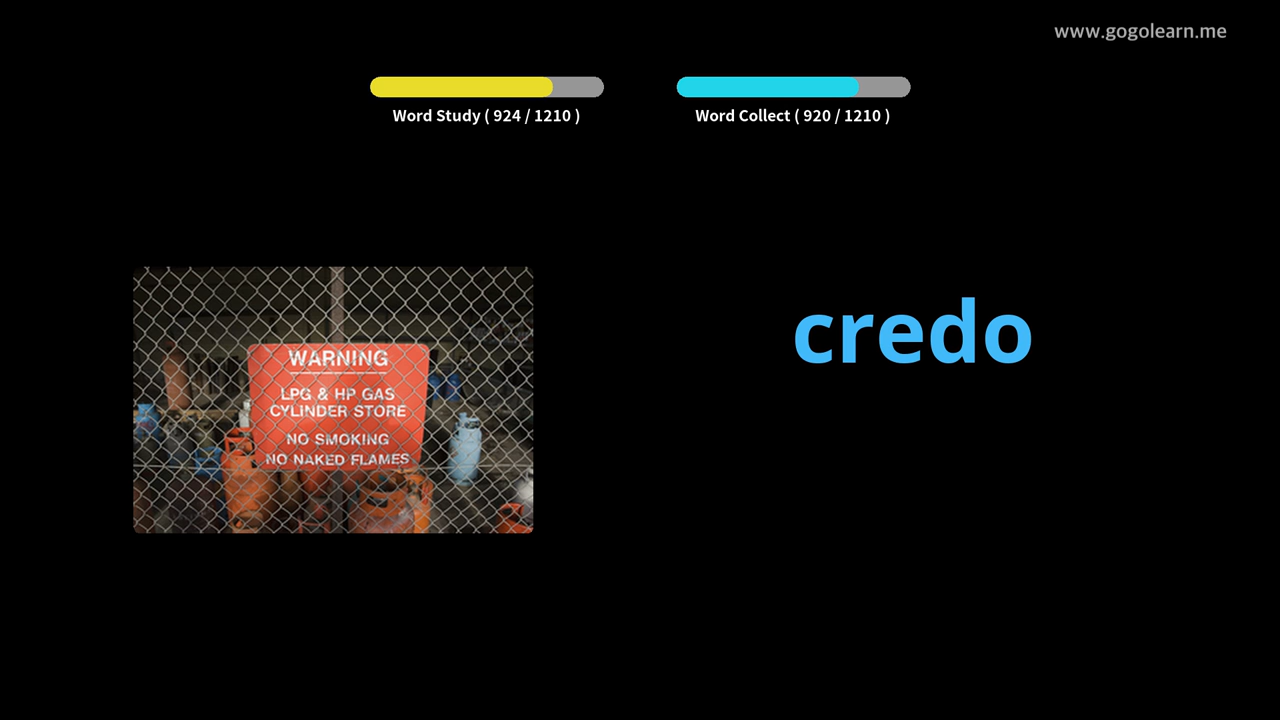 www.gogolearn.me
Word Study ( 924 / 1210 )
Word Collect ( 920 / 1210 )
WARNING
LPG & HP GAS
CYLINDER STORE
NO SMOKING
NO NAKED FLAMES
credo